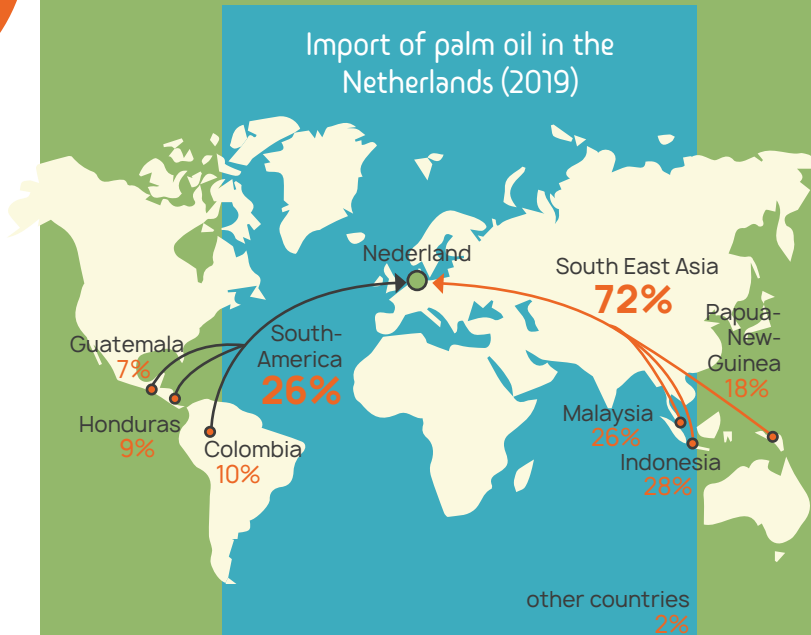 Import of palm oil in the
Netherlands (2019)
Nederland
South East Asia
72%
Papua-
New-
Guinea
18%
Guatemala
7%
South-
America
26%
Honduras
9%
Colombia
10%
Malaysia
26%
Indonesia
28%
other countries
2%